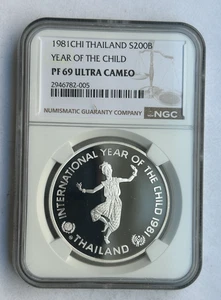 1981CHI THAILAND S200B
YEAR OF THE CHILD
PF 69 ULTRA CAMEO
2946782-005
NUMISMATIC GUARANTY COMPANY
NGC
INTERNATIONAL YEAR OF THE CHILD 1981
THAILAND